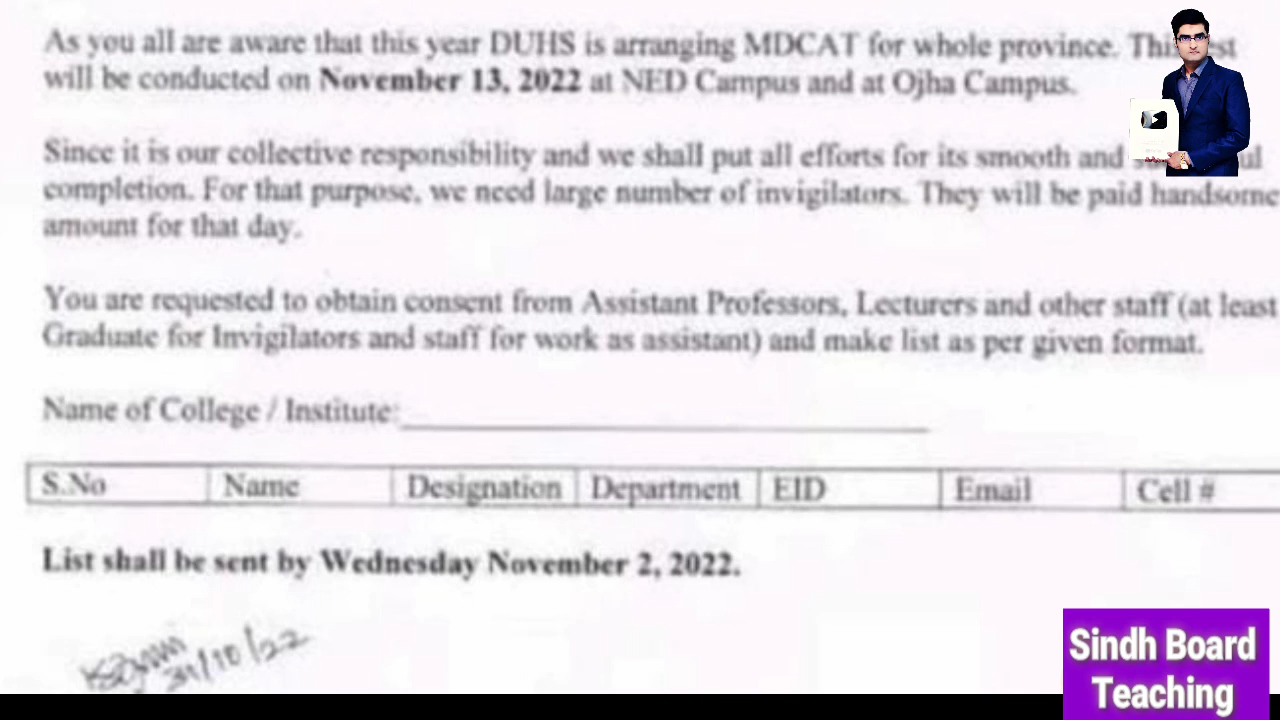 As you all are aware that this year DUHS is arranging MDCAT for whole province.
will be conducted on November 13, 2022 at NED Campus and at Ojha Campus.
Since it is our collective responsibility and we shall put all efforts for its smooth and
completion. For that purpose, we need large number of invigilators. They will be paid handsome
amount for that day.
You are requested to obtain consent from Assistant Professors, Lecturers and other staff (at least
Graduate for Invigilators and staff for work as assistant) and make list as per given format.
Name of College / Institute:
S.No Name Designation Department EID Email Cell #
List shall be sent by Wednesday November 2, 2022.
31/10/22
Sindh Board
Teaching